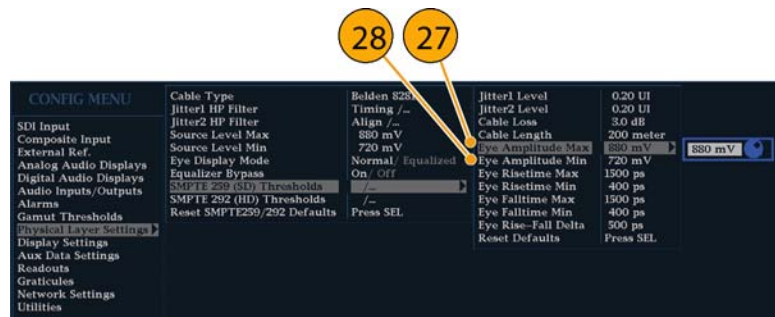 28 27
CONFIG MENU
SDI Input
Composite Input
External Ref.
Analog Audio Displays
Digital Audio Displays
Audio Inputs/Outputs
Alarms
Gamut Thresholds
Physical Layer Settings
Display Settings
Aux Data Settings
Readouts
Graticules
Network Settings
Utilities
Cable Type Belden 8281
Jitter1 HP Filter Timing /...
Jitter2 HP Filter Align /...
Source Level Max 880 mV
Source Level Min 720 mV
Eye Display Mode Normal/ Equalized
Equalizer Bypass On/ Off
SMPTE 259 (SD) Thresholds /...
SMPTE 292 (HD) Thresholds /...
Reset SMPTE259/292 Defaults Press SEL
Jitter1 Level 0.20 UI
Jitter2 Level 0.20 UI
Cable Loss 3.0 dB
Cable Length 200 meter
Eye Amplitude Max 880 mV
Eye Amplitude Min 720 mV
Eye Risetime Max 1500 ps
Eye Risetime Min 400 ps
Eye Falltime Max 1500 ps
Eye Falltime Min 400 ps
Eye Rise-Fall Delta 500 ps
Reset Defaults Press SEL
880 mV